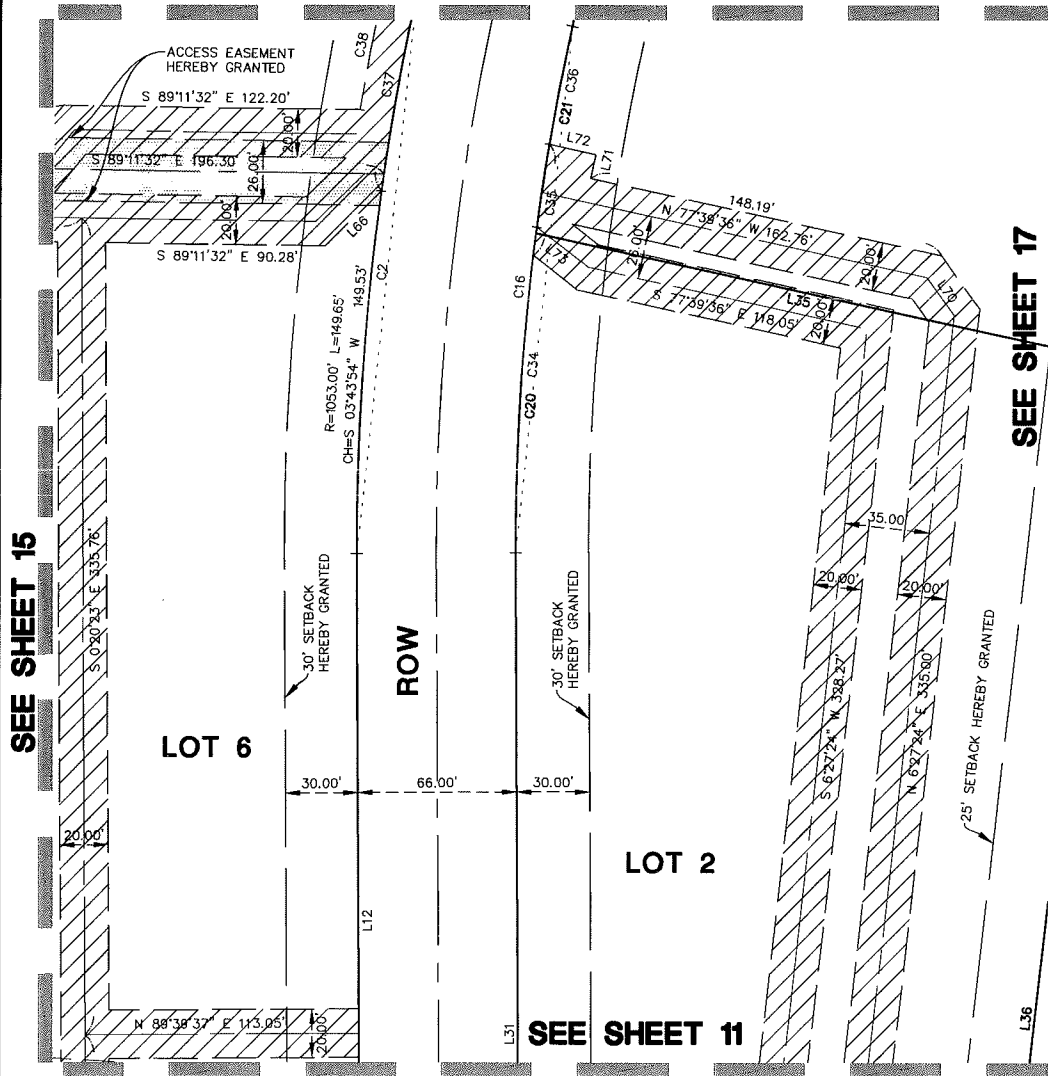 ACCESS EASEMENT
HEREBY GRANTED
S 89°11'32" E 122.20'
20.00'
S 89°11'32" E 196.30'
26.00'
20.00'
L66
S 89°11'32" E 90.28'
C38
C37
C2
R=1053.00' L=149.65'
CH=S 03°43'54" W 149.53'
C36
C21
L72
L71
C35
148.19'
N 77°39'36" W 162.76'
26.00'
20.00'
L73
L70
L35
S 77°39'36" E 118.05'
20.00'
C16
C34
C20
SEE SHEET 17
SEE SHEET 15
S 0°20'23" E 335.76'
30' SETBACK
HEREBY GRANTED
ROW
30' SETBACK
HEREBY GRANTED
35.00'
20.00'
20.00'
S 6°27'24" W 328.27'
N 6°27'24" E 335.00'
25' SETBACK HEREBY GRANTED
LOT 6
30.00'
66.00'
30.00'
20.00'
LOT 2
L12
N 89°39'37" E 113.05'
20.00'
L31
SEE SHEET 11
L36